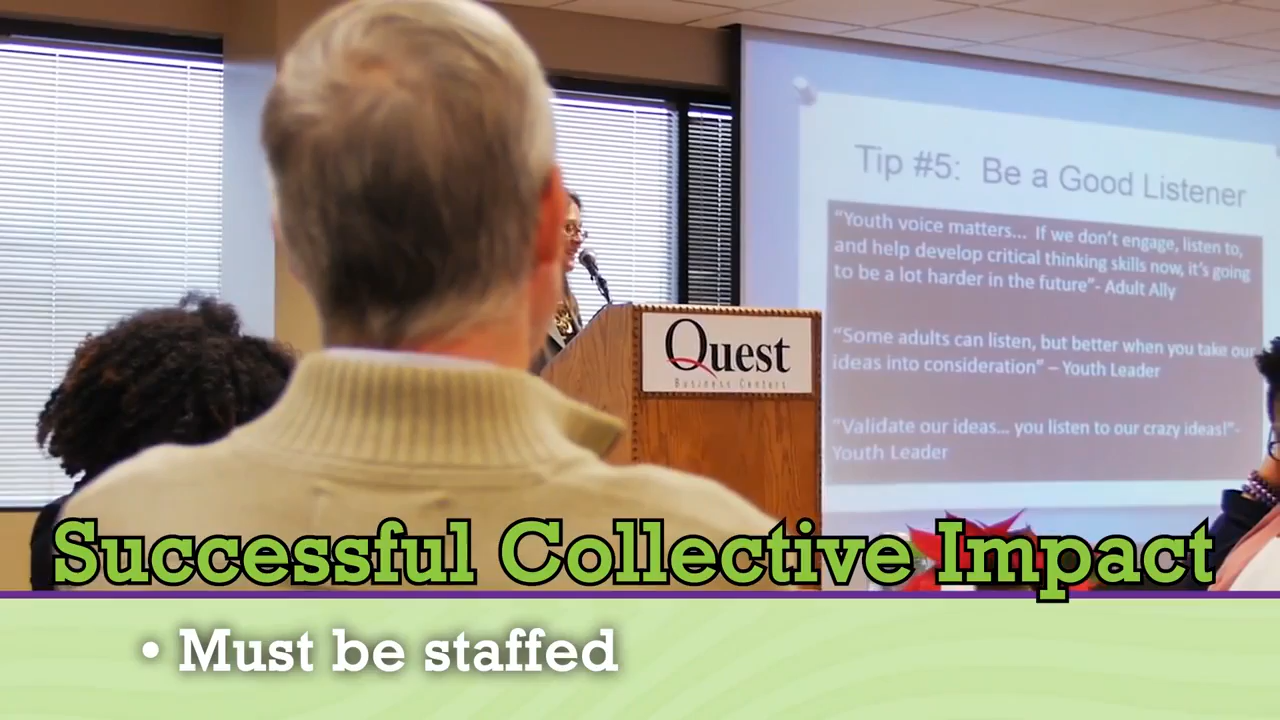 Tip #5: Be a Good Listener
"Youth voice matters... If we don't engage, listen to,
and help develop critical thinking skills now, it's going
to be a lot harder in the future"- Adult Ally
"Some adults can listen, but better when you take our
ideas into consideration" – Youth Leader
"Validate our ideas... you listen to our crazy ideas!"-
Youth Leader
Quest
Business Centers
Successful Collective Impact
• Must be staffed